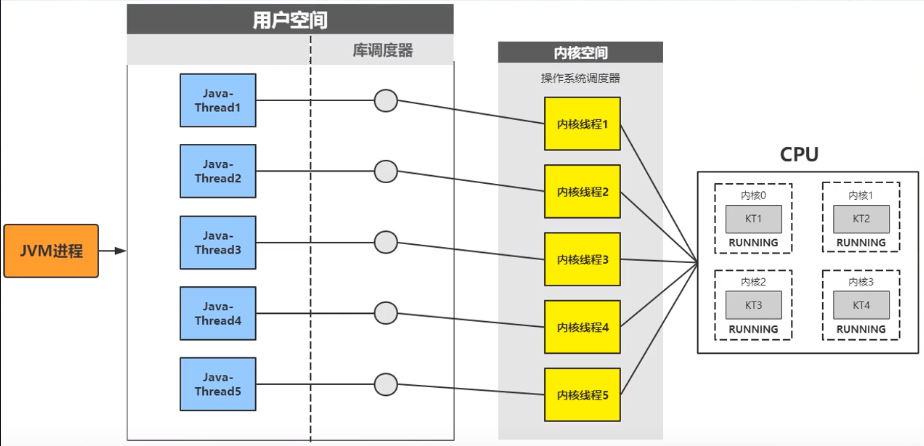 用户空间
库调度器
Java-
Thread1
Java-
Thread2
Java-
Thread3
Java-
Thread4
Java-
Thread5
JVM进程
内核空间
操作系统调度器
内核线程1
内核线程2
内核线程3
内核线程4
内核线程5
CPU
内核0
KT1
RUNNING
内核1
KT2
RUNNING
内核2
KT3
RUNNING
内核3
KT4
RUNNING